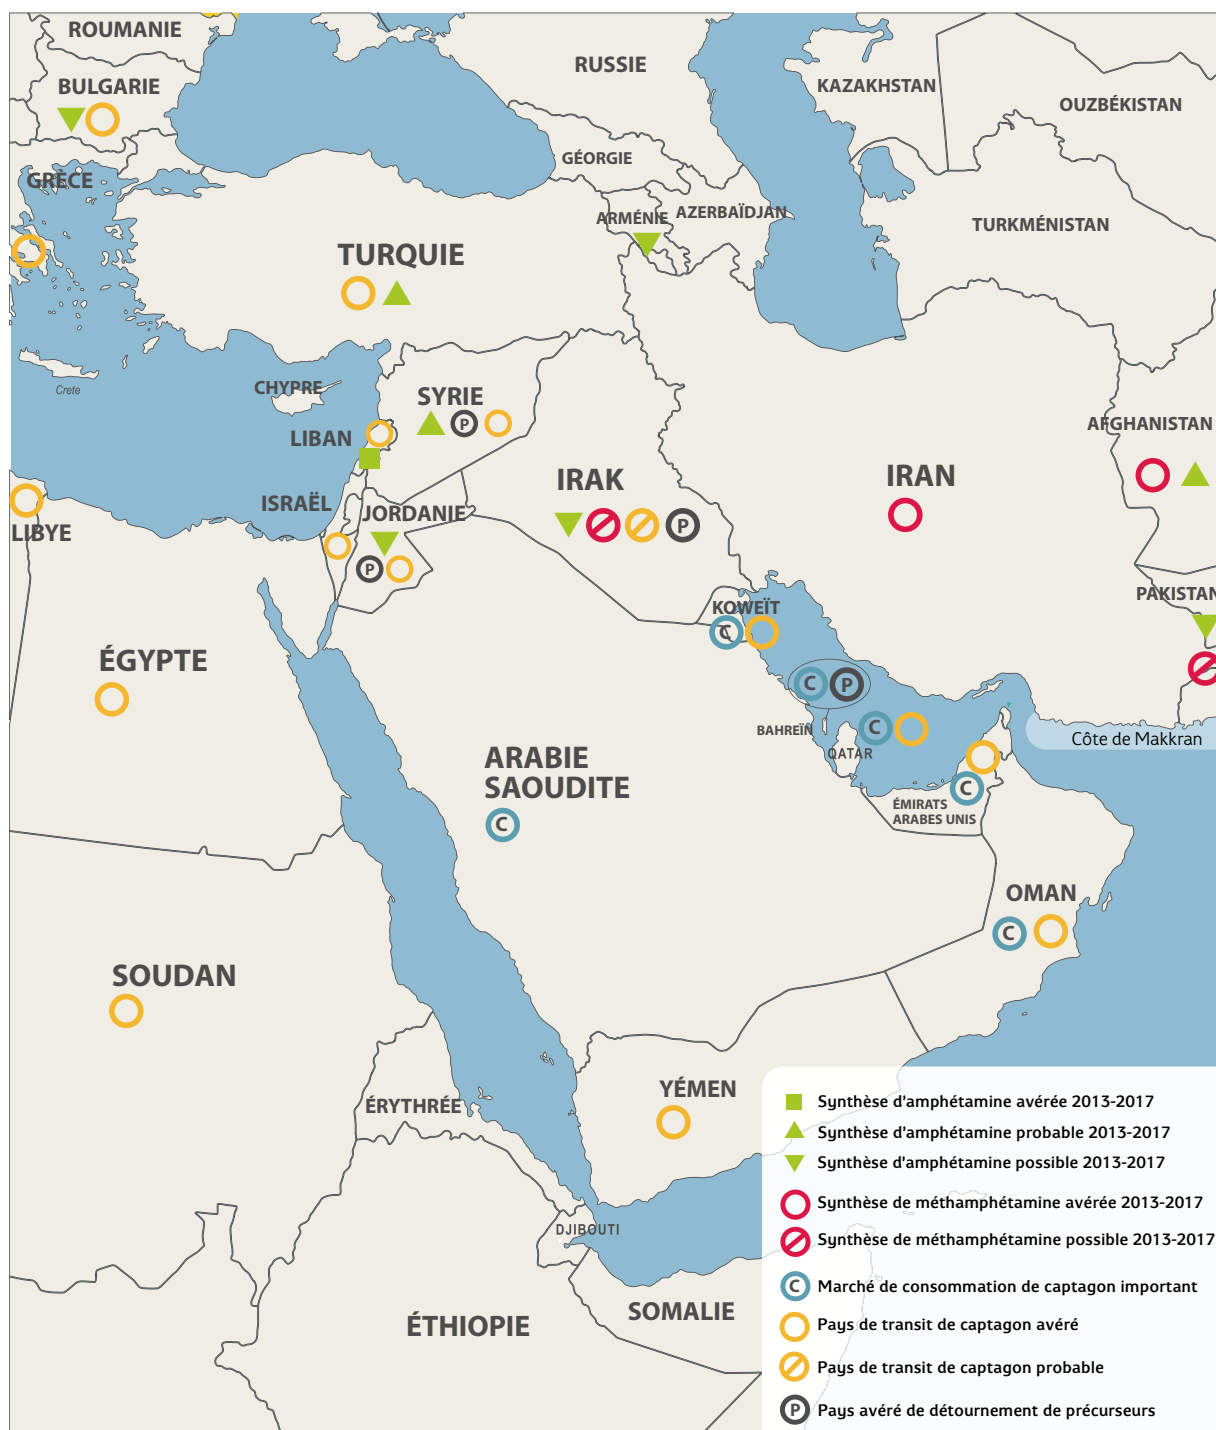 ROUMANIE
RUSSIE
KAZAKHSTAN
BULGARIE
OUZBÉKISTAN
GÉORGIE
GRÈCE
ARMÉNIE
AZERBAÏDJAN
TURKMÉNISTAN
TURQUIE
CHYPRE
Crete
SYRIE
P
LIBAN
AFGHANISTAN
IRAK
IRAN
ISRAËL
JORDANIE
LIBYE
P
P
PAKISTAN
KOWEÏT
C
ÉGYPTE
C
P
BAHREÏN
C
QATAR
Côte de Makkran
ARABIE
SAOUDITE
C
C
ÉMIRATS
ARABES UNIS
OMAN
C
SOUDAN
YÉMEN
ÉRYTHRÉE
DJIBOUTI
SOMALIE
ÉTHIOPIE
Synthèse d'amphétamine avérée 2013-2017
Synthèse d'amphétamine probable 2013-2017
Synthèse d'amphétamine possible 2013-2017
Synthèse de méthamphétamine avérée 2013-2017
Synthèse de méthamphétamine possible 2013-2017
C Marché de consommation de captagon important
Pays de transit de captagon avéré
Pays de transit de captagon probable
P Pays avéré de détournement de précurseurs